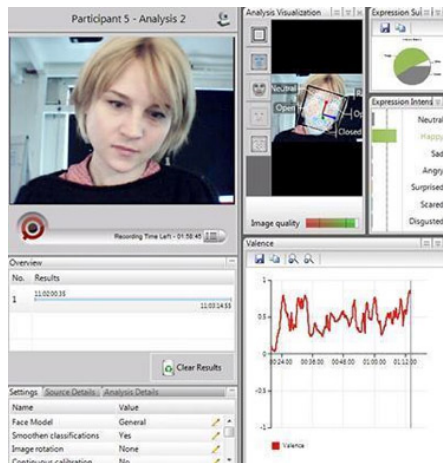 Participant 5 - Analysis 2
Recording Time Left - 01:58:45
Overview
No. Results
1 11:02:00:35
11:03:14:55
Clear Results
Settings Source Details Analysis Details
Name Value
Face Model General
Smoothen classifications Yes
Image rotation None
Continuous calibration No
Analysis Visualization
Neutral
Open
Closed
Image quality
Expression Su
Expression Intens
Neutral
Happy
Sad
Angry
Surprised
Scared
Disgusted
Valence
1
0.5
0
-0.5
-1
00:24.00 00:36.00 00:48.00 01:00.00 01:12.00
Valence